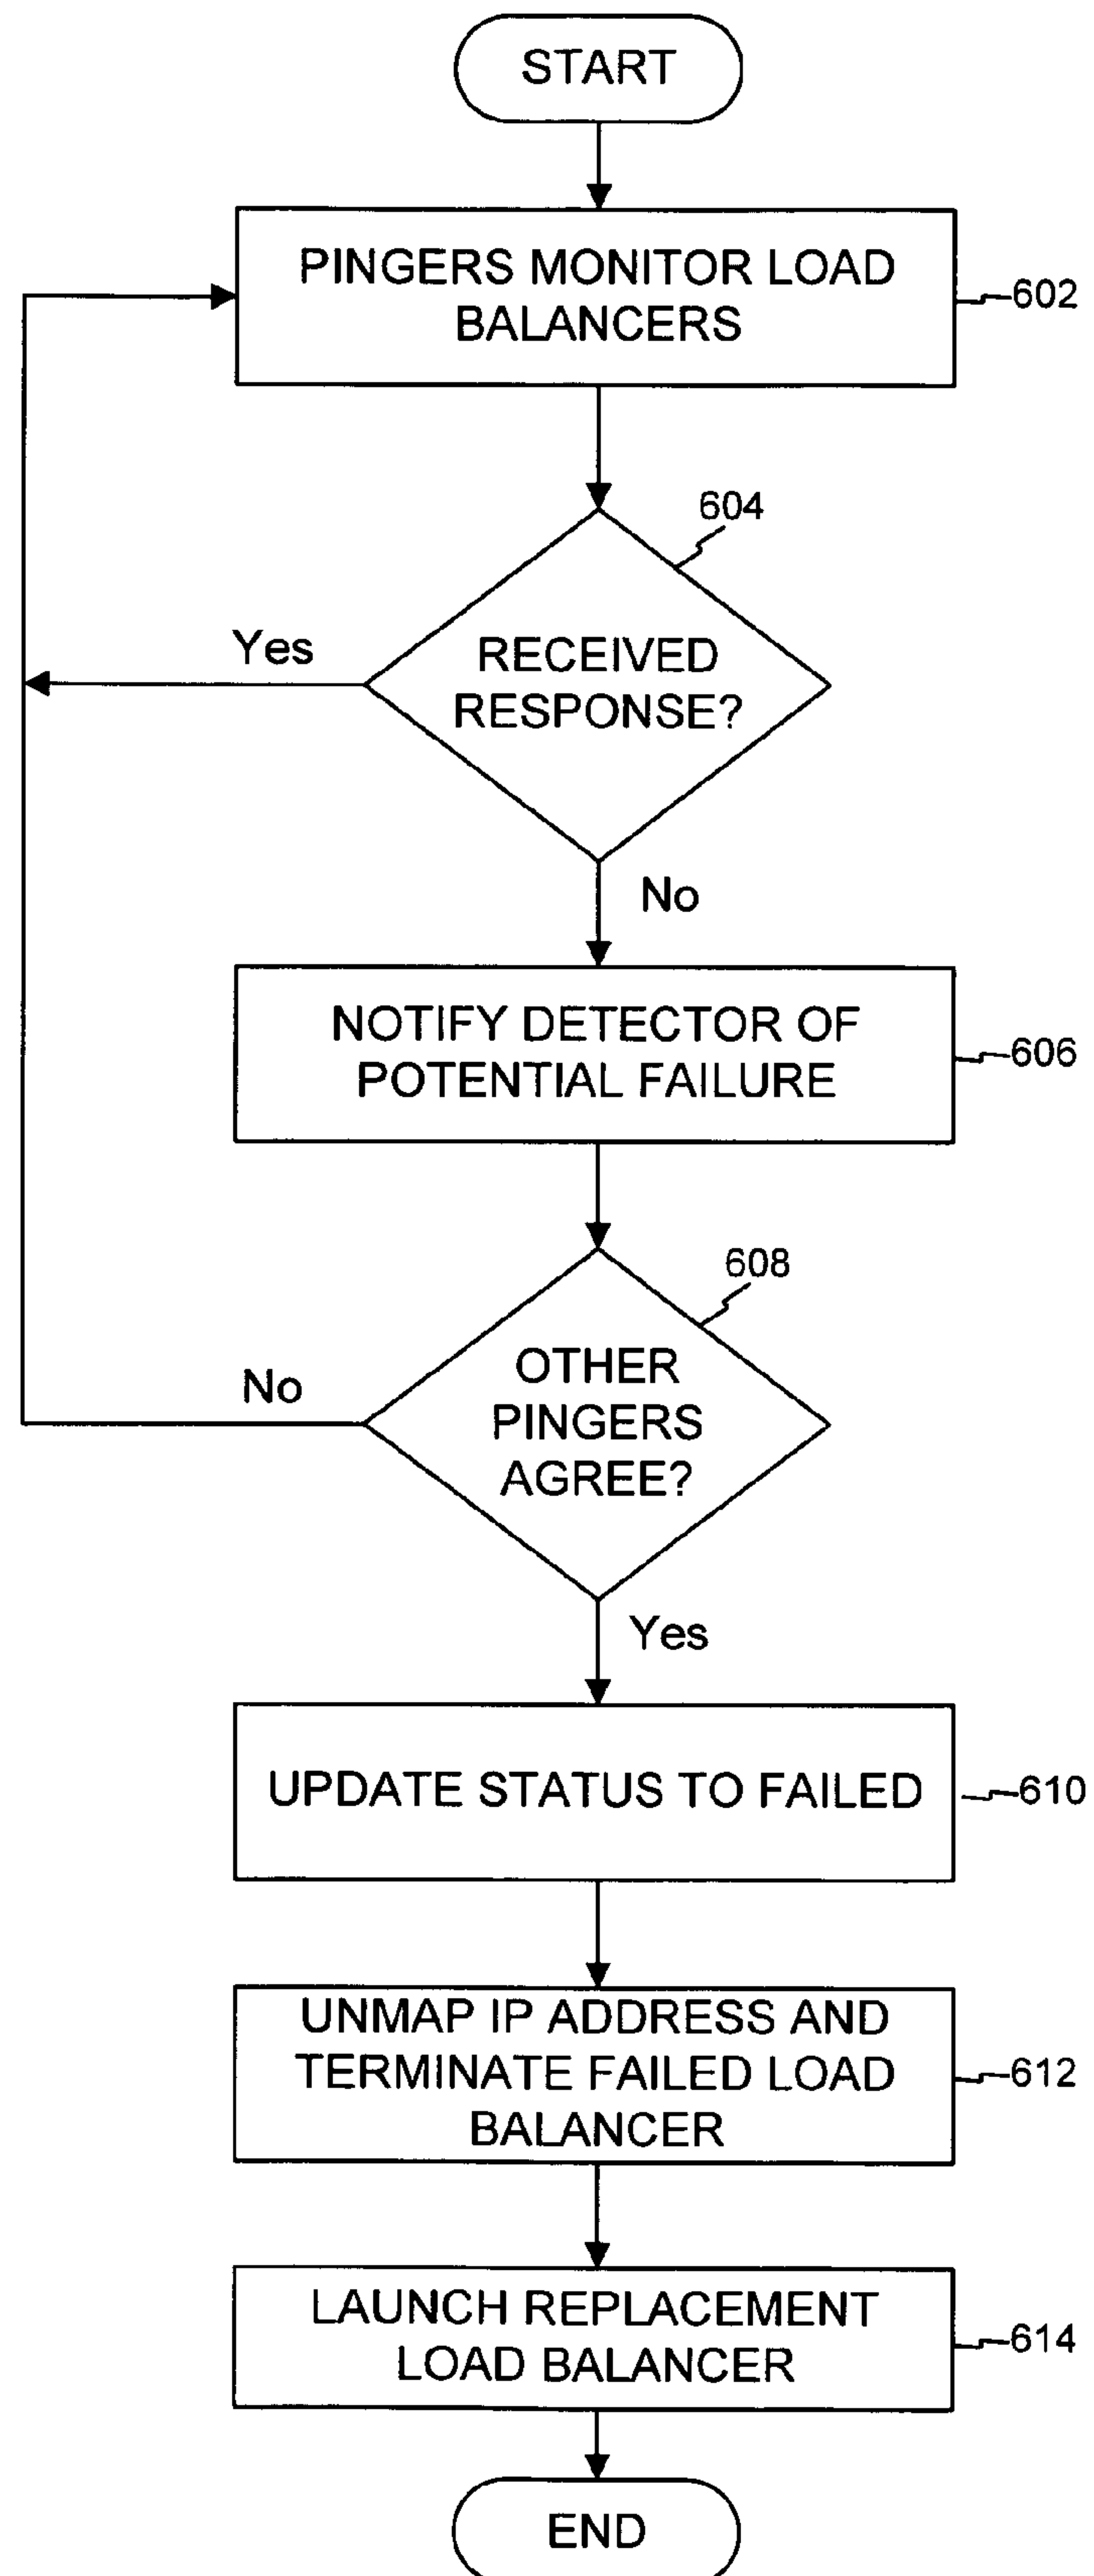 START
PINGERS MONITOR LOAD
BALANCERS
602
604
RECEIVED
RESPONSE?
Yes
No
NOTIFY DETECTOR OF
POTENTIAL FAILURE
606
608
OTHER
PINGERS
AGREE?
No
Yes
UPDATE STATUS TO FAILED
610
UNMAP IP ADDRESS AND
TERMINATE FAILED LOAD
BALANCER
612
LAUNCH REPLACEMENT
LOAD BALANCER
614
END